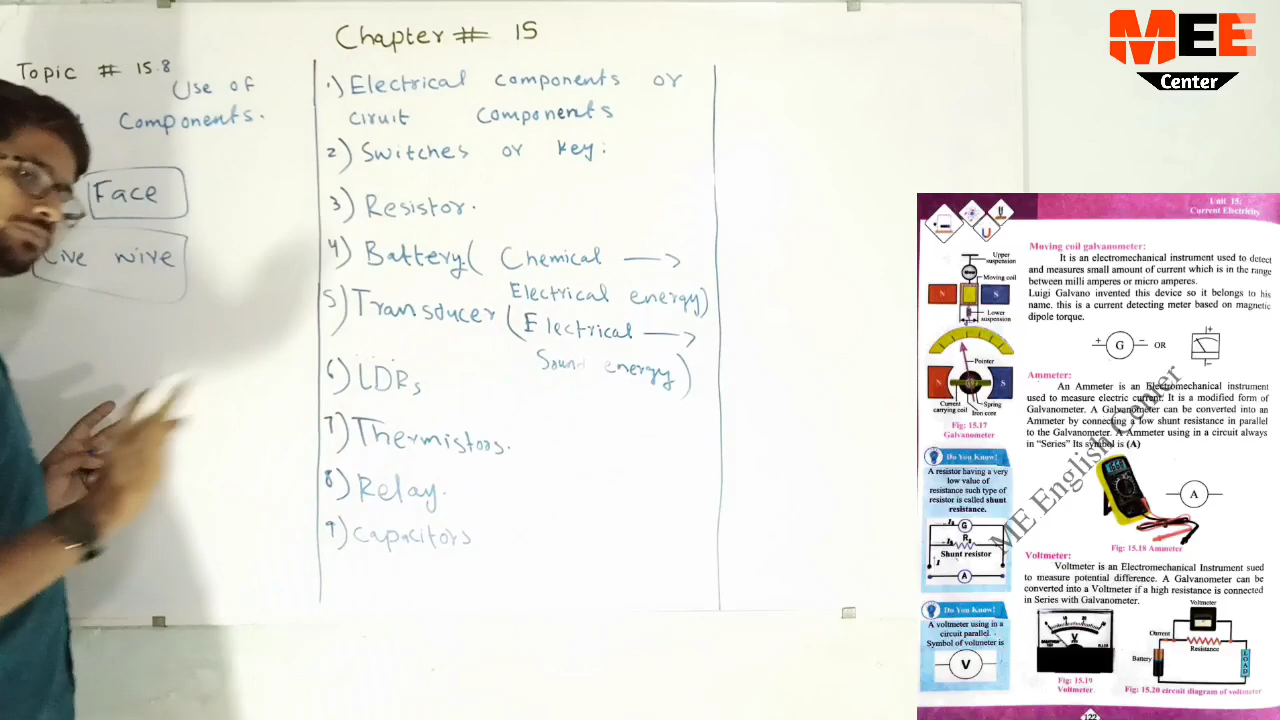 Chapter # 15
Topic # 15.8
Use of
Components.
Face
Live wire
1) Electrical components or
ciruit components
2) Switches or key:
3) Resistor.
4) Battery( Chemical →
Electrical energy)
5) Transducer (Electrical →
Sound energy)
6) LDRs
7) Thermistors.
8) Relay.
9) Capacitors
MEE
Center
Unit 15:
Current Electricity
Moving coil galvanometer:
It is an electromechanical instrument used to detect
and measures small amount of current which is in the range
between milli amperes or micro amperes.
Luigi Galvano invented this device so it belongs to his
name. this is a current detecting meter based on magnetic
dipole torque.
Upper
suspension
Moving coil
S
S
Lower
suspension
Pointer
S
Current
carrying coil
Spring
Iron core
Fig: 15.17
Galvanometer
+ G − OR
1+
1−
Ammeter:
An Ammeter is an Electromechanical instrument
used to measure electric current. It is a modified form of
Galvanometer. A Galvanometer can be converted into an
Ammeter by connecting a low shunt resistance in parallel
to the Galvanometer. A Ammeter using in a circuit always
in “Series” Its symbol is (A)
A
Fig: 15.18 Ammeter
Do You Know!
A resistor having a very
low value of
resistance such type of
resistor is called shunt
resistance.
G
Rs
Shunt resistor
A
Voltmeter:
Voltmeter is an Electromechanical Instrument sued
to measure potential difference. A Galvanometer can be
converted into a Voltmeter if a high resistance is connected
in Series with Galvanometer.
Do You Know!
A voltmeter using in a
circuit parallel.
Symbol of voltmeter is
V
V
Fig: 15.19
Voltmeter
Voltmeter
Current
Resistance
Battery
LOAD
Fig: 15.20 circuit diagram of voltmeter
122
ME English Center